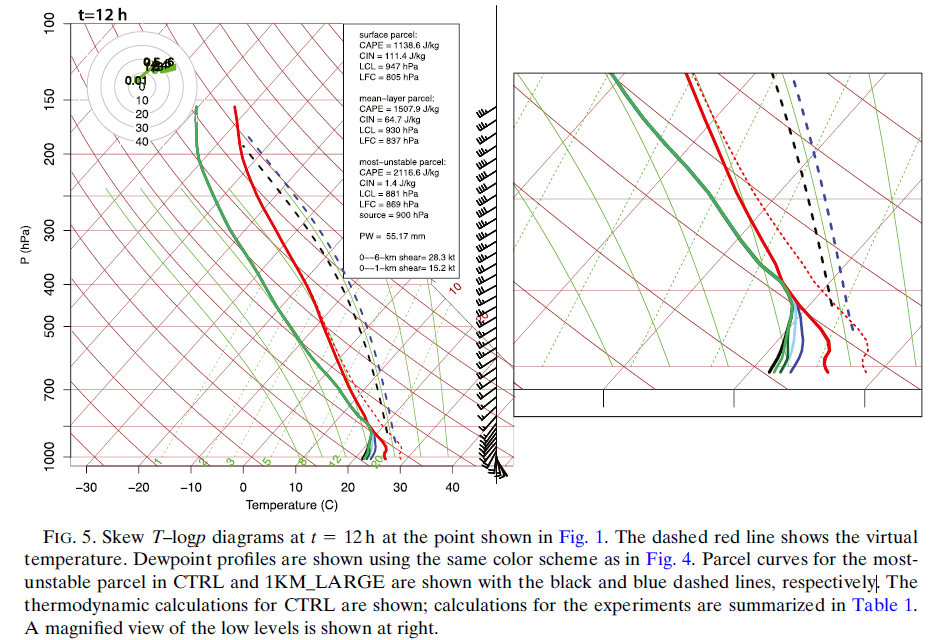 t=12 h
surface parcel:
CAPE = 1138.6 J/kg
CIN = 111.4 J/kg
LCL = 947 hPa
LFC = 805 hPa
mean−layer parcel:
CAPE = 1507.9 J/kg
CIN = 64.7 J/kg
LCL = 930 hPa
LFC = 837 hPa
most−unstable parcel:
CAPE = 2116.6 J/kg
CIN = 1.4 J/kg
LCL = 881 hPa
LFC = 869 hPa
source = 900 hPa
PW = 55.17 mm
0−−6−km shear= 28.3 kt
0−−1−km shear= 15.2 kt
0
10
20
30
40
100
150
200
300
400
500
700
1000
P (hPa)
10
1 2 3 5 8 12 20
−30 −20 −10 0 10 20 30 40
Temperature (C)
FIG. 5. Skew T–logp diagrams at t = 12 h at the point shown in Fig. 1. The dashed red line shows the virtual
temperature. Dewpoint profiles are shown using the same color scheme as in Fig. 4. Parcel curves for the most-
unstable parcel in CTRL and 1KM_LARGE are shown with the black and blue dashed lines, respectively. The
thermodynamic calculations for CTRL are shown; calculations for the experiments are summarized in Table 1.
A magnified view of the low levels is shown at right.